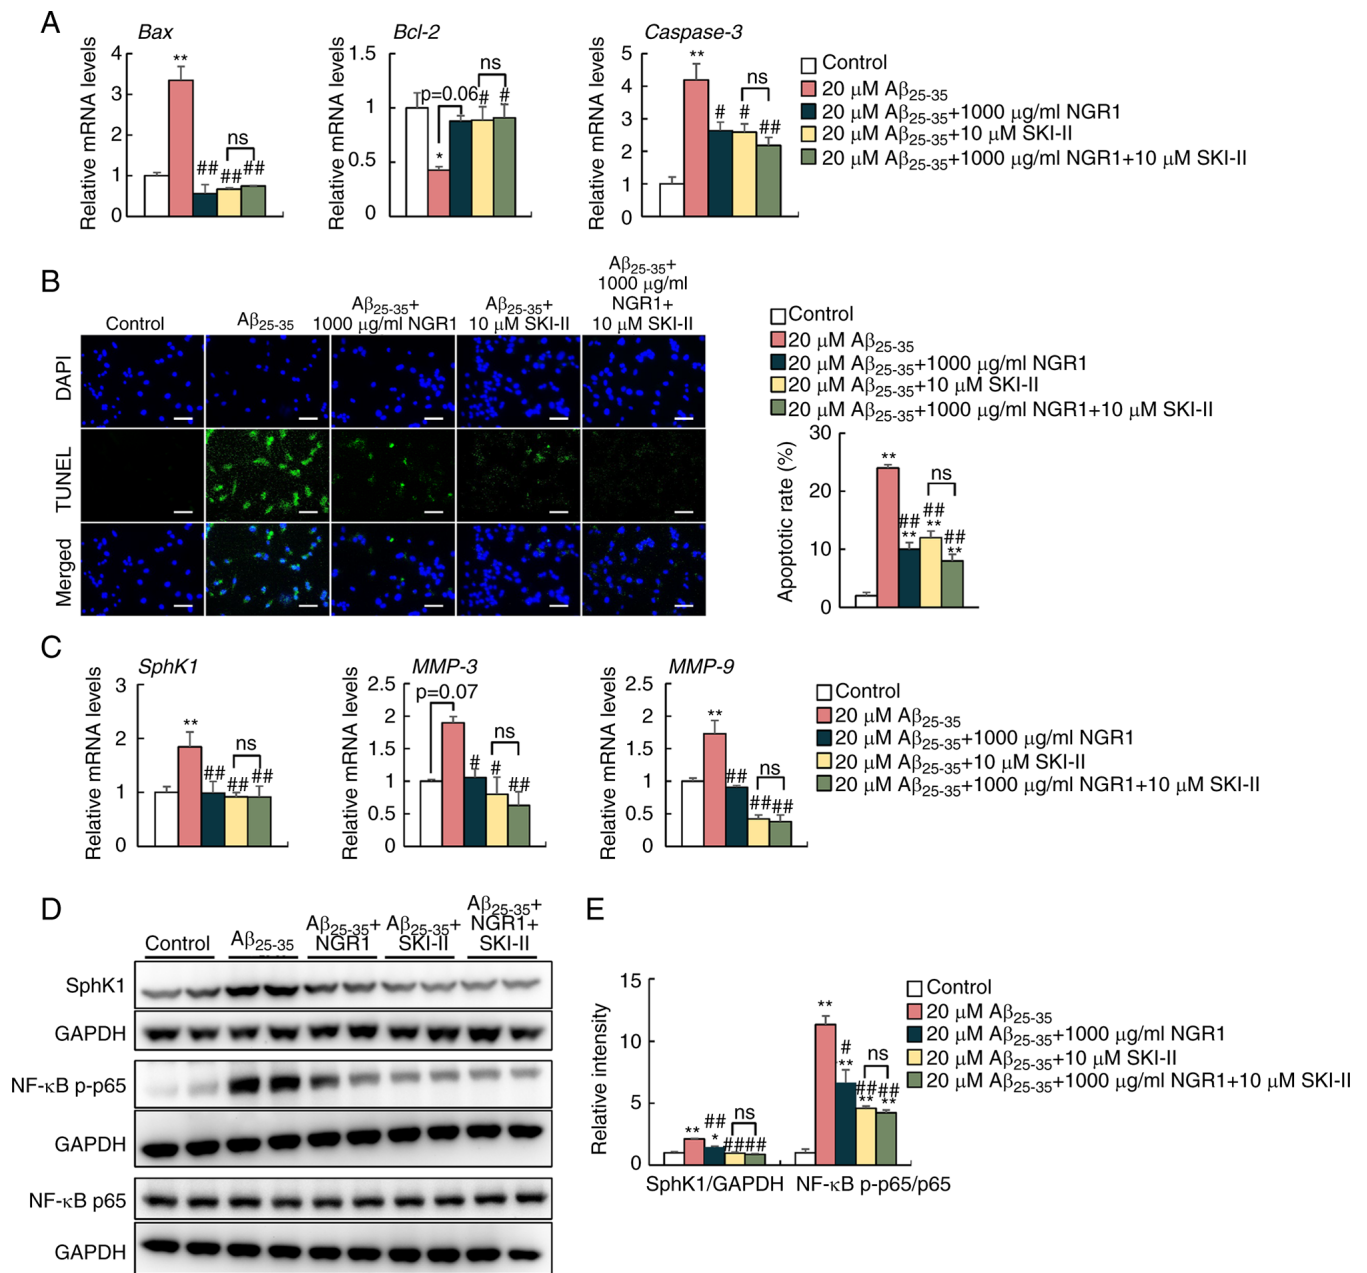 A
Bax
Bcl-2
Caspase-3
Relative mRNA levels
4
3
2
1
0
**
##
##
##
ns
Relative mRNA levels
1.5
1
0.5
0
p=0.06
*
#
#
ns
Relative mRNA levels
5
4
3
2
1
0
**
#
#
##
ns
Control
20 μM Aβ25-35
20 μM Aβ25-35+1000 μg/ml NGR1
20 μM Aβ25-35+10 μM SKI-II
20 μM Aβ25-35+1000 μg/ml NGR1+10 μM SKI-II
B
Control
Aβ25-35
Aβ25-35+
1000 μg/ml NGR1
Aβ25-35+
10 μM SKI-II
Aβ25-35+
1000 μg/ml
NGR1+
10 μM SKI-II
DAPI
TUNEL
Merged
Control
20 μM Aβ25-35
20 μM Aβ25-35+1000 μg/ml NGR1
20 μM Aβ25-35+10 μM SKI-II
20 μM Aβ25-35+1000 μg/ml NGR1+10 μM SKI-II
Apoptotic rate (%)
30
20
10
0
**
##
**
##
**
##
**
ns
C
SphK1
MMP-3
MMP-9
Relative mRNA levels
3
2
1
0
**
##
##
##
ns
Relative mRNA levels
2.5
2
1.5
1
0.5
0
p=0.07
#
#
##
ns
Relative mRNA levels
2.5
2
1.5
1
0.5
0
**
##
##
##
ns
Control
20 μM Aβ25-35
20 μM Aβ25-35+1000 μg/ml NGR1
20 μM Aβ25-35+10 μM SKI-II
20 μM Aβ25-35+1000 μg/ml NGR1+10 μM SKI-II
D
Control
Aβ25-35
Aβ25-35+
NGR1
Aβ25-35+
SKI-II
Aβ25-35+
NGR1+
SKI-II
SphK1
GAPDH
NF-κB p-p65
GAPDH
NF-κB p65
GAPDH
E
Relative intensity
15
10
5
0
**
##
*
##
##
ns
**
#
**
##
**
##
**
ns
SphK1/GAPDH
NF-κB p-p65/p65
Control
20 μM Aβ25-35
20 μM Aβ25-35+1000 μg/ml NGR1
20 μM Aβ25-35+10 μM SKI-II
20 μM Aβ25-35+1000 μg/ml NGR1+10 μM SKI-II